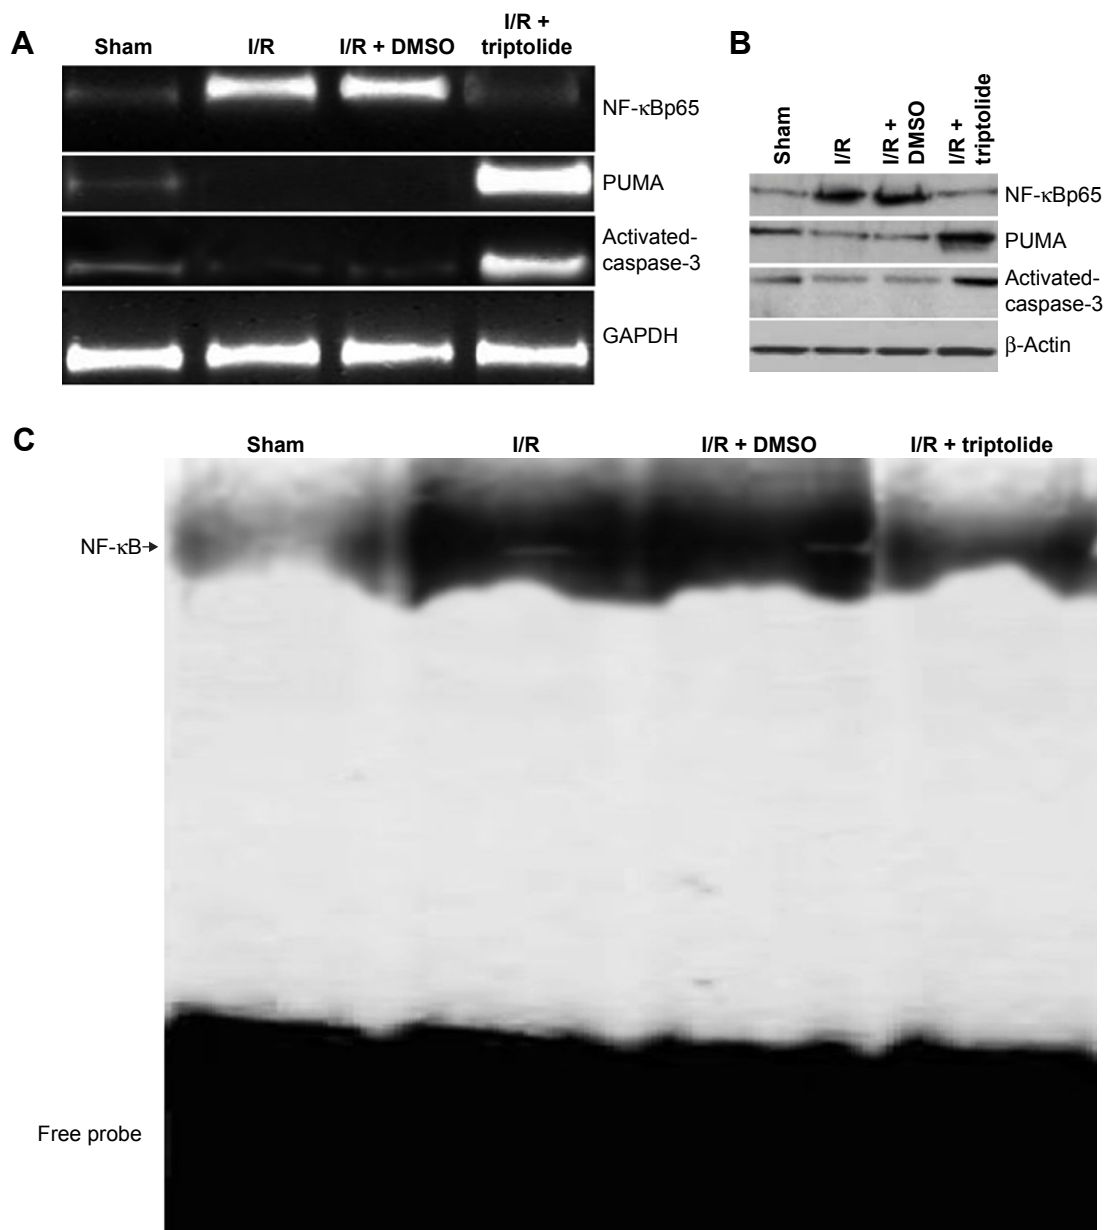 A
Sham
I/R
I/R + DMSO
I/R +
triptolide
NF-κBp65
PUMA
Activated-
caspase-3
GAPDH
B
Sham
I/R
I/R +
DMSO
I/R +
triptolide
NF-κBp65
PUMA
Activated-
caspase-3
β-Actin
C
Sham
I/R
I/R + DMSO
I/R + triptolide
NF-κB
Free probe